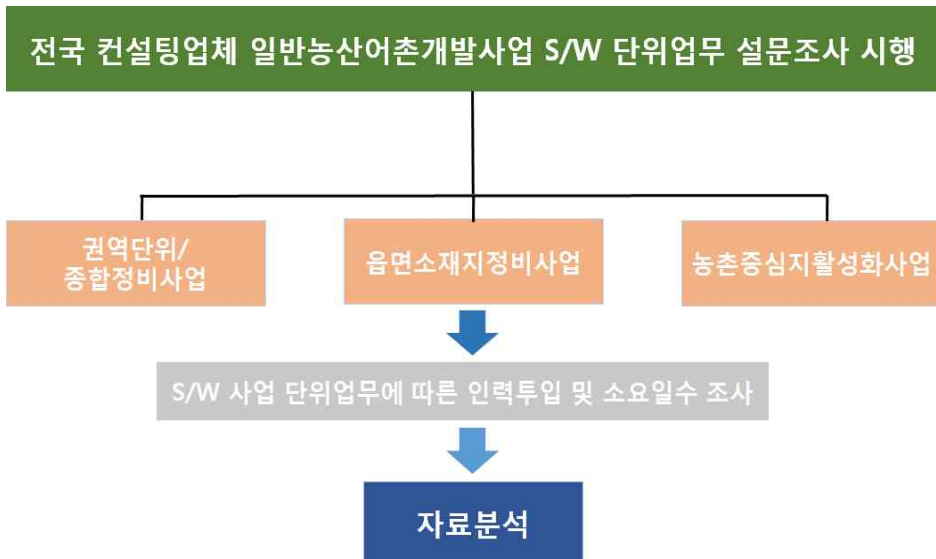 전국 컨설팅업체 일반농산어촌개발사업 S/W 단위업무 설문조사 시행
권역단위/
종합정비사업
읍면소재지정비사업
농촌중심지활성화사업
S/W 사업 단위업무에 따른 인력투입 및 소요일수 조사
자료분석